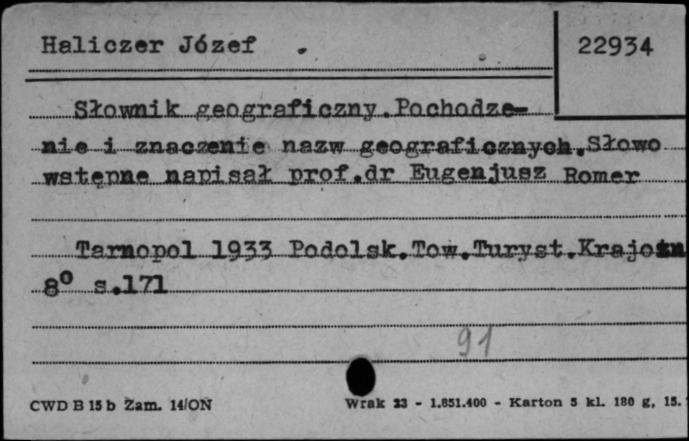 Haliczer Józef
22934
Słownik geograficzny.Pochodze-
nie i znaczenie nazw geograficznych.Słowo
wstępne napisał prof.dr Eugenjusz Romer
Tarnopol 1933 Podolsk.Tow.Turyst.Krajozn
8° s.171
91
CWD B 15 b Zam. 14/ON
Wrak 23 - 1.851.400 - Karton 5 kl. 180 g, 15.